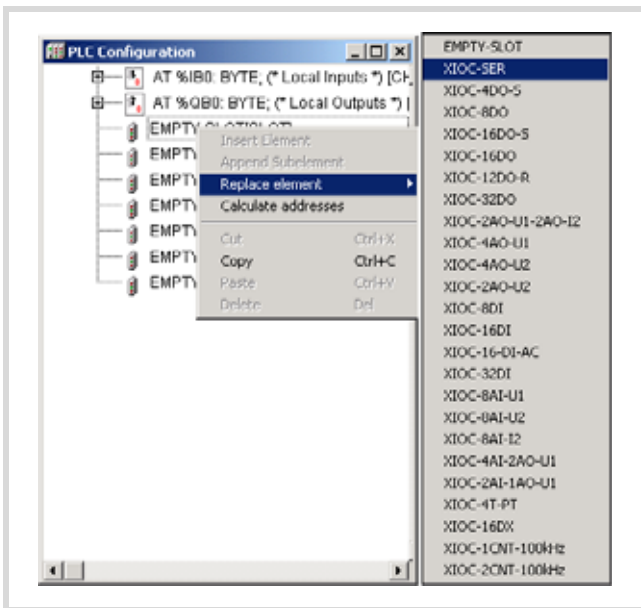 PLC Configuration
AT %IB0: BYTE; (* Local Inputs *) [CH
AT %QB0: BYTE; (* Local Outputs *) [
EMPTY-SLOT[SLOT]
EMPTY
EMPTY
EMPTY
EMPTY
EMPTY
EMPTY
Insert Element
Append Subelement
Replace element
Calculate addresses
Cut Ctrl+X
Copy Ctrl+C
Paste Ctrl+V
Delete Del
EMPTY-SLOT
XIOC-SER
XIOC-4DO-S
XIOC-8DO
XIOC-16DO-S
XIOC-16DO
XIOC-12DO-R
XIOC-32DO
XIOC-2AO-U1-2AO-I2
XIOC-4AO-U1
XIOC-4AO-U2
XIOC-2AO-U2
XIOC-8DI
XIOC-16DI
XIOC-16-DI-AC
XIOC-32DI
XIOC-8AI-U1
XIOC-8AI-U2
XIOC-8AI-I2
XIOC-4AI-2AO-U1
XIOC-2AI-1AO-U1
XIOC-4T-PT
XIOC-16DX
XIOC-1CNT-100kHz
XIOC-2CNT-100kHz